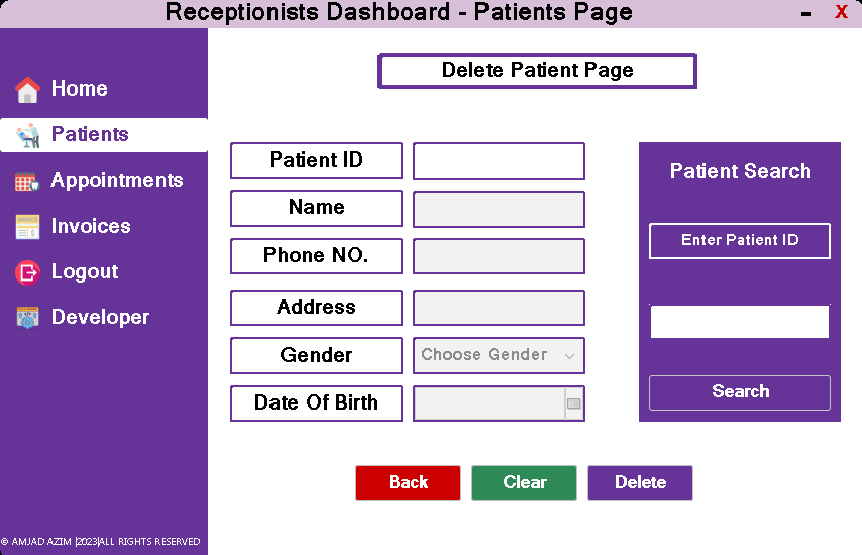 Receptionists Dashboard - Patients Page
X
Home
Patients
Appointments
Invoices
Logout
Developer
© AMJAD AZIM |2023|ALL RIGHTS RESERVED
Delete Patient Page
Patient ID
Name
Phone NO.
Address
Gender
Choose Gender
Date Of Birth
Patient Search
Enter Patient ID
Search
Back
Clear
Delete